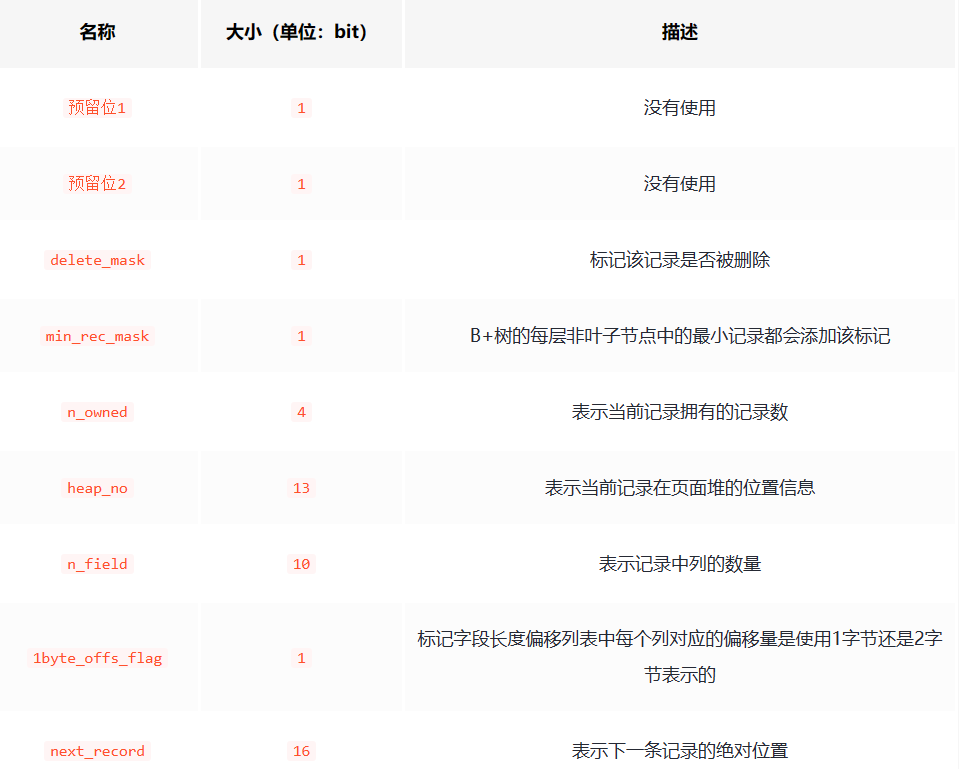 名称 大小（单位：bit） 描述
预留位1 1 没有使用
预留位2 1 没有使用
delete_mask 1 标记该记录是否被删除
min_rec_mask 1 B+树的每层非叶子节点中的最小记录都会添加该标记
n_owned 4 表示当前记录拥有的记录数
heap_no 13 表示当前记录在页面堆的位置信息
n_field 10 表示记录中列的数量
1byte_offs_flag 1 标记字段长度偏移列表中每个列对应的偏移量是使用1字节还是2字
节表示的
next_record 16 表示下一条记录的绝对位置